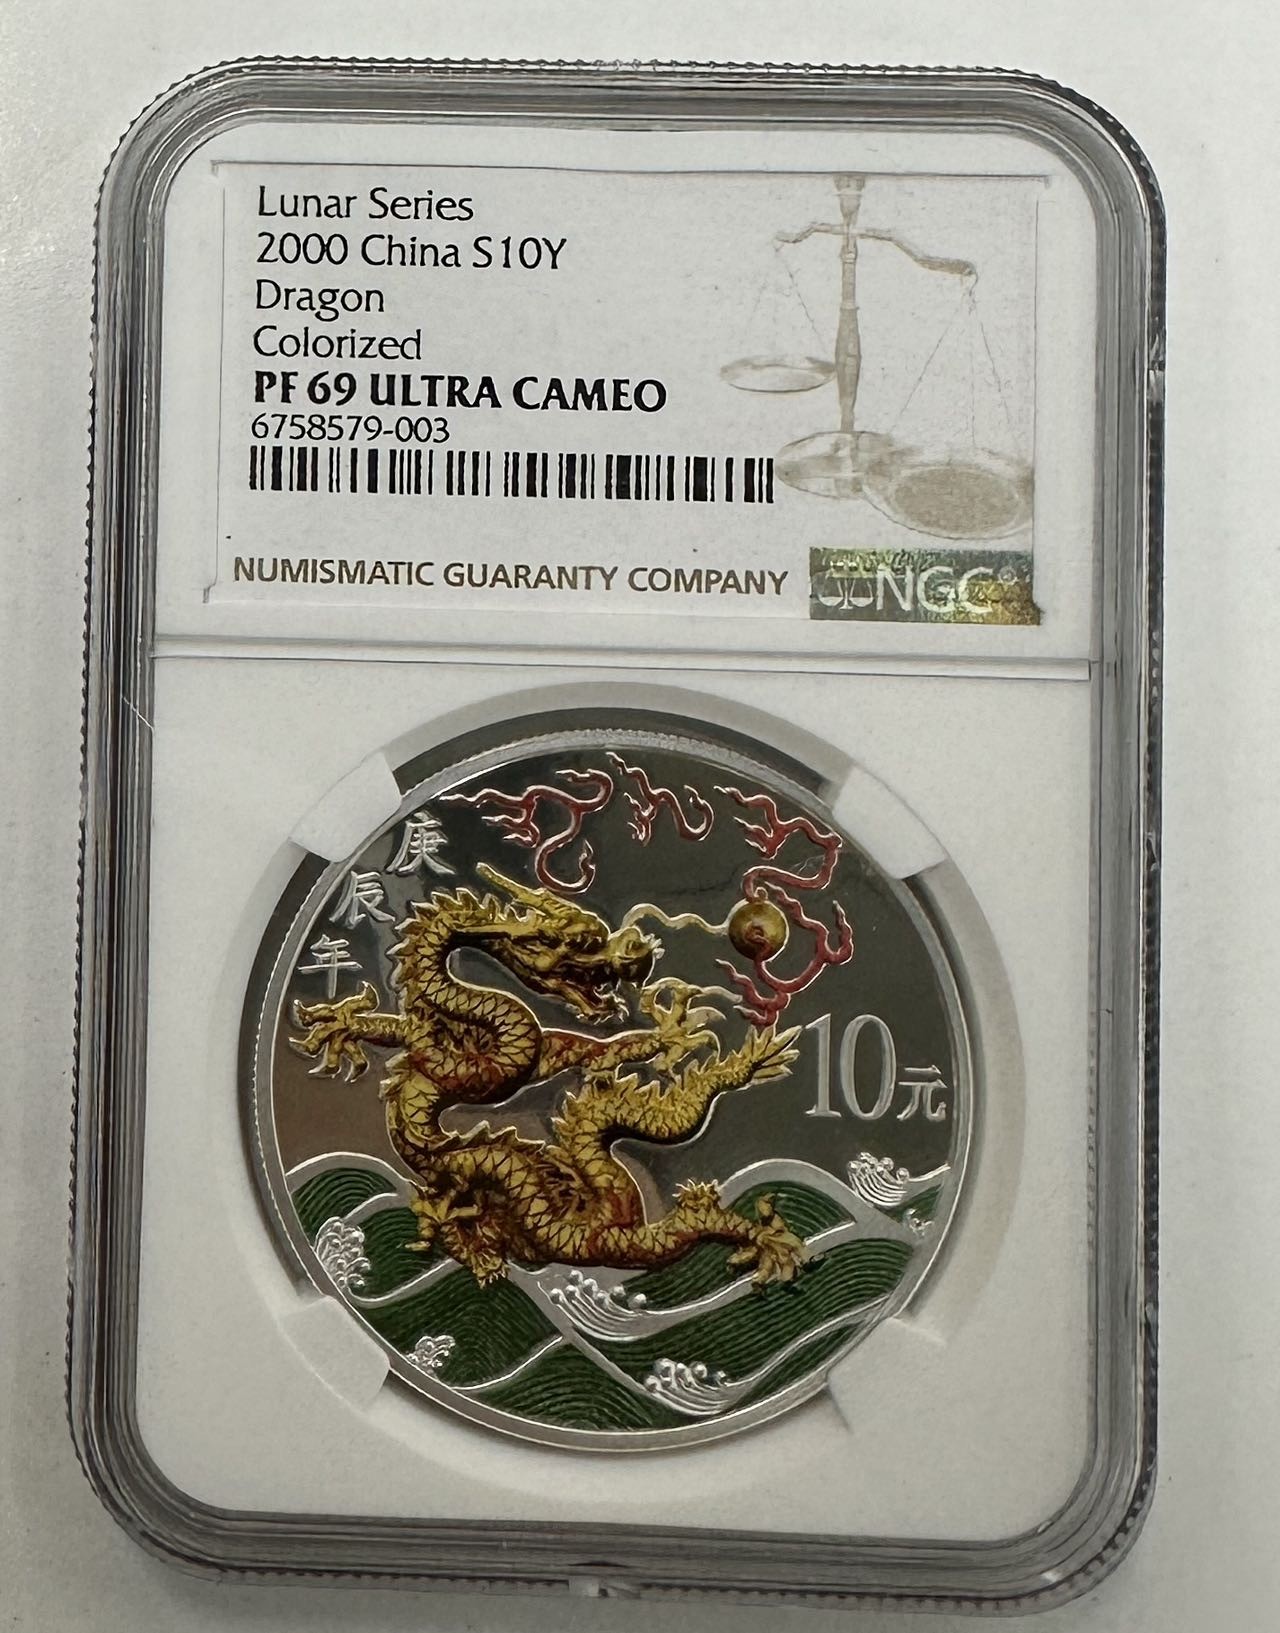 Lunar Series
2000 China S10Y
Dragon
Colorized
PF 69 ULTRA CAMEO
6758579-003
NUMISMATIC GUARANTY COMPANY
NGC®
庚辰年
10元